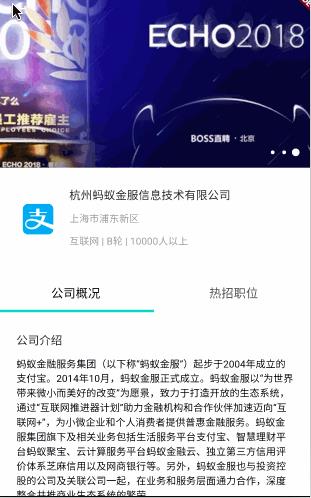 ECHO2018
了么
工推荐雇主
PLOYEES' CHOICE
ECHO 2018 · 北京
BOSS直聘 · 北京
杭州蚂蚁金服信息技术有限公司
上海市浦东新区
互联网 | B轮 | 10000人以上
支
公司概况
热招职位
公司介绍
蚂蚁金融服务集团（以下称“蚂蚁金服”）起步于2004年成立的
支付宝。2014年10月，蚂蚁金服正式成立。蚂蚁金服以“为世界
带来微小而美好的改变”为愿景，致力于打造开放的生态系统，
通过“互联网推进器计划”助力金融机构和合作伙伴加速迈向“互
联网+”，为小微企业和个人消费者提供普惠金融服务。蚂蚁金
服集团旗下及相关业务包括生活服务平台支付宝、智慧理财平
台蚂蚁聚宝、云计算服务平台蚂蚁金融云、独立第三方信用评
价体系芝麻信用以及网商银行等。另外，蚂蚁金服也与投资控
股的公司及关联公司一起，在业务和服务层面通力合作，深度
整合共推商业生态系统的繁荣。